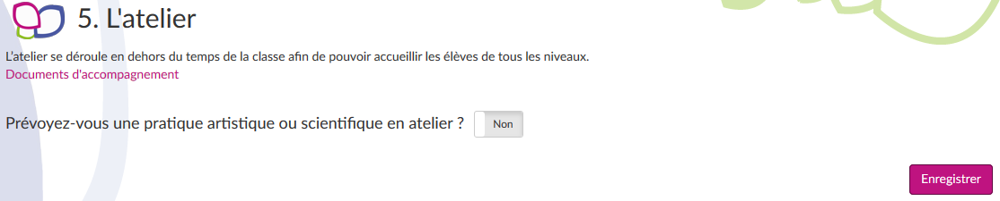 5. L'atelier
L'atelier se déroule en dehors du temps de la classe afin de pouvoir accueillir les élèves de tous les niveaux.
Documents d'accompagnement
Prévoyez-vous une pratique artistique ou scientifique en atelier ? Non
Enregistrer